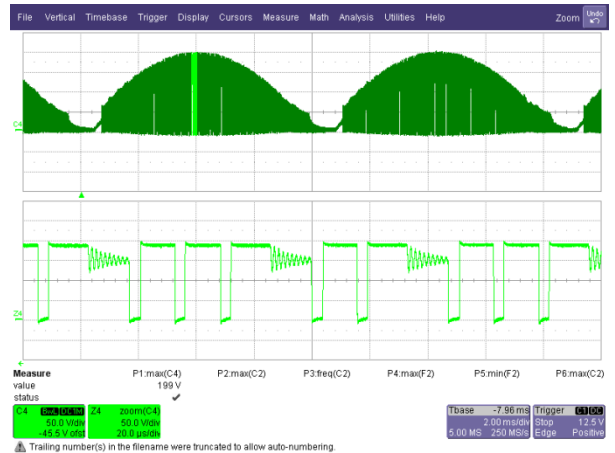 File Vertical Timebase Trigger Display Cursors Measure Math Analysis Utilities Help Zoom Undo
C4
Z4
Measure P1:max(C4) P2:max(C2) P3:freq(C2) P4:max(F2) P5:min(F2) P6:max(C2)
value 199 V
status
C4 BwL DC1M Z4 zoom(C4) Tbase -7.96 ms Trigger C1 DC
50.0 V/div 50.0 V/div 2.00 ms/div Stop 12.5 V
-45.5 V ofst 20.0 µs/div 5.00 MS 250 MS/s Edge Positive
Trailing number(s) in the filename were truncated to allow auto-numbering.